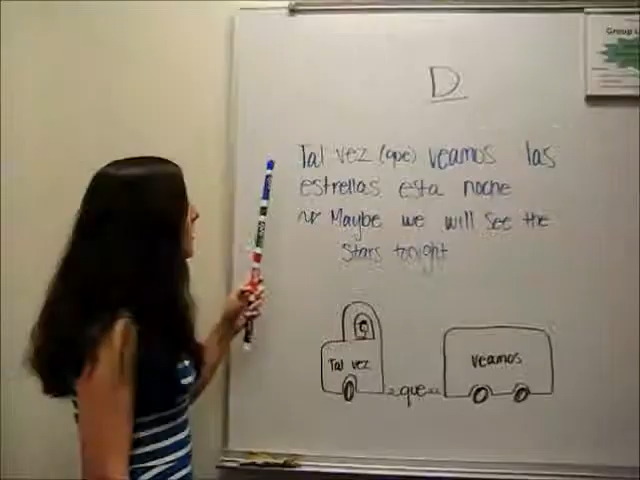 D
Tal vez (que) veamos las
estrellas esta noche
Maybe we will see the
stars tonight
Tal vez
que
veamos
Group